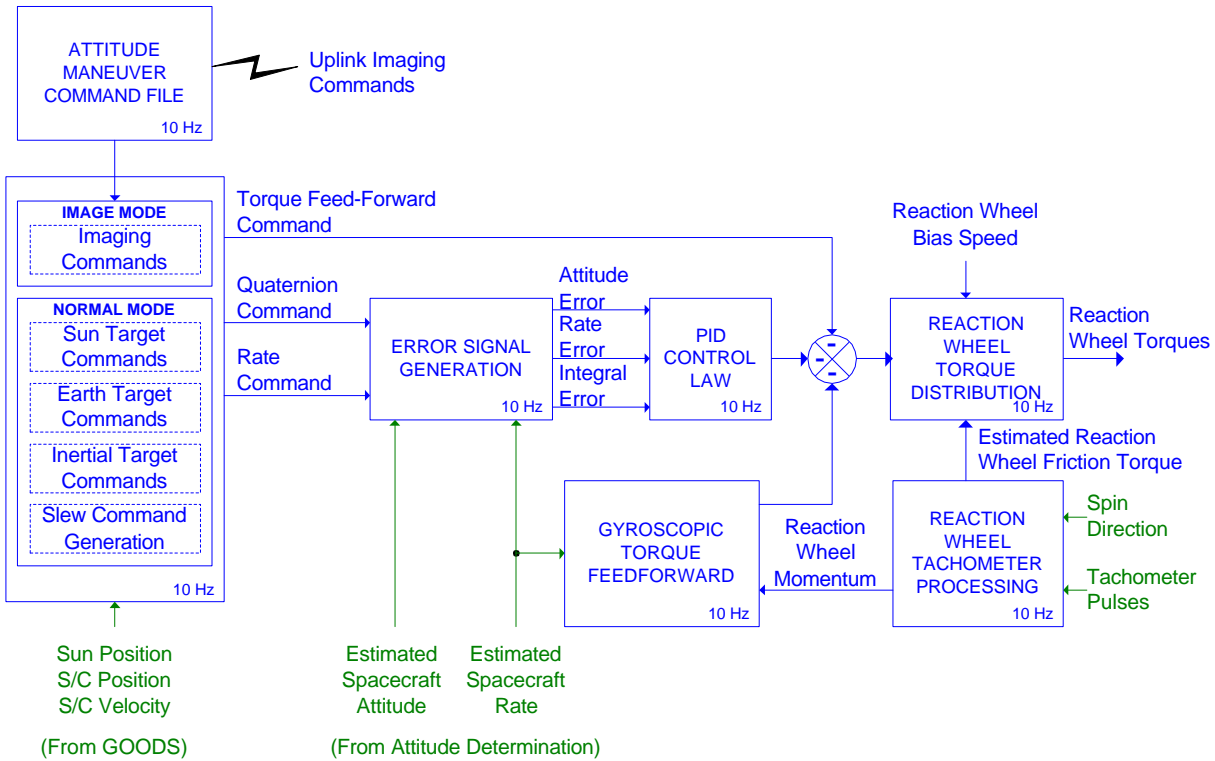 ATTITUDE
MANEUVER
COMMAND FILE
10 Hz
Uplink Imaging
Commands
IMAGE MODE
Imaging
Commands
NORMAL MODE
Sun Target
Commands
Earth Target
Commands
Inertial Target
Commands
Slew Command
Generation
10 Hz
Torque Feed-Forward
Command
Quaternion
Command
Rate
Command
ERROR SIGNAL
GENERATION
10 Hz
Attitude
Error
Rate
Error
Integral
Error
PID
CONTROL
LAW
10 Hz
-
-
-
Reaction Wheel
Bias Speed
REACTION
WHEEL
TORQUE
DISTRIBUTION
10 Hz
Reaction
Wheel Torques
Estimated Reaction
Wheel Friction Torque
GYROSCOPIC
TORQUE
FEEDFORWARD
10 Hz
Reaction
Wheel
Momentum
REACTION
WHEEL
TACHOMETER
PROCESSING
10 Hz
Spin
Direction
Tachometer
Pulses
Sun Position
S/C Position
S/C Velocity
(From GOODS)
Estimated
Spacecraft
Attitude
Estimated
Spacecraft
Rate
(From Attitude Determination)